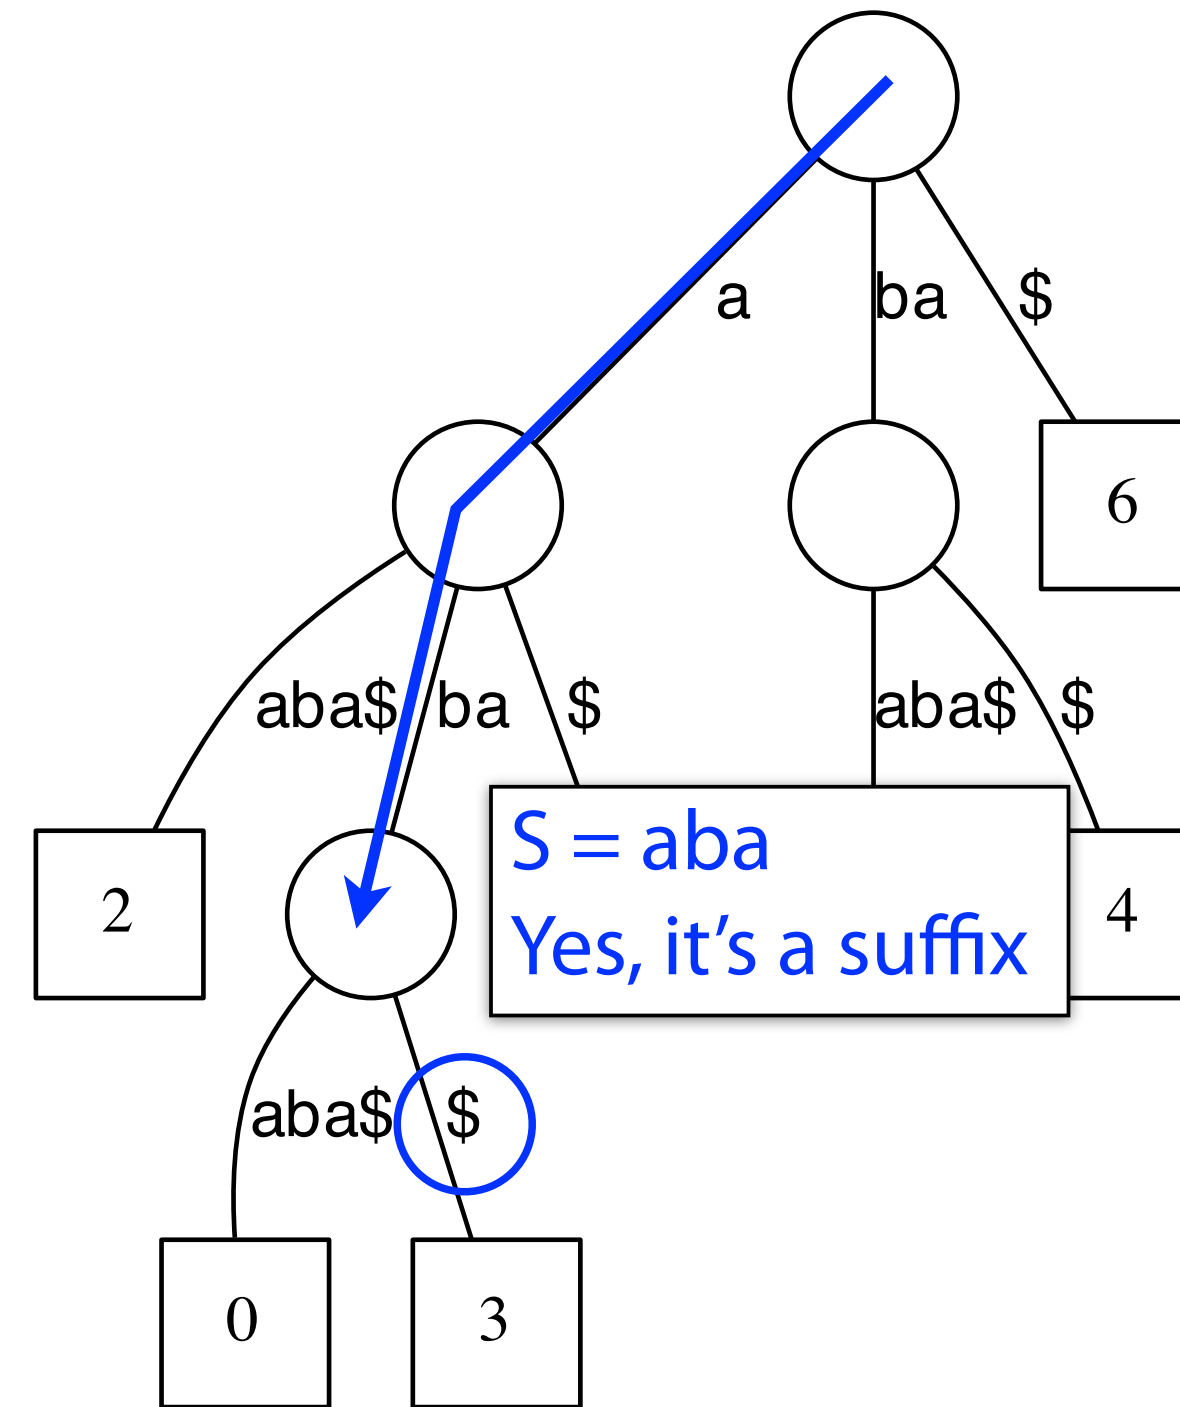 a
ba
$
6
aba$
ba
$
aba$
$
S = aba
Yes, it’s a suffix
2
4
aba$
$
0
3